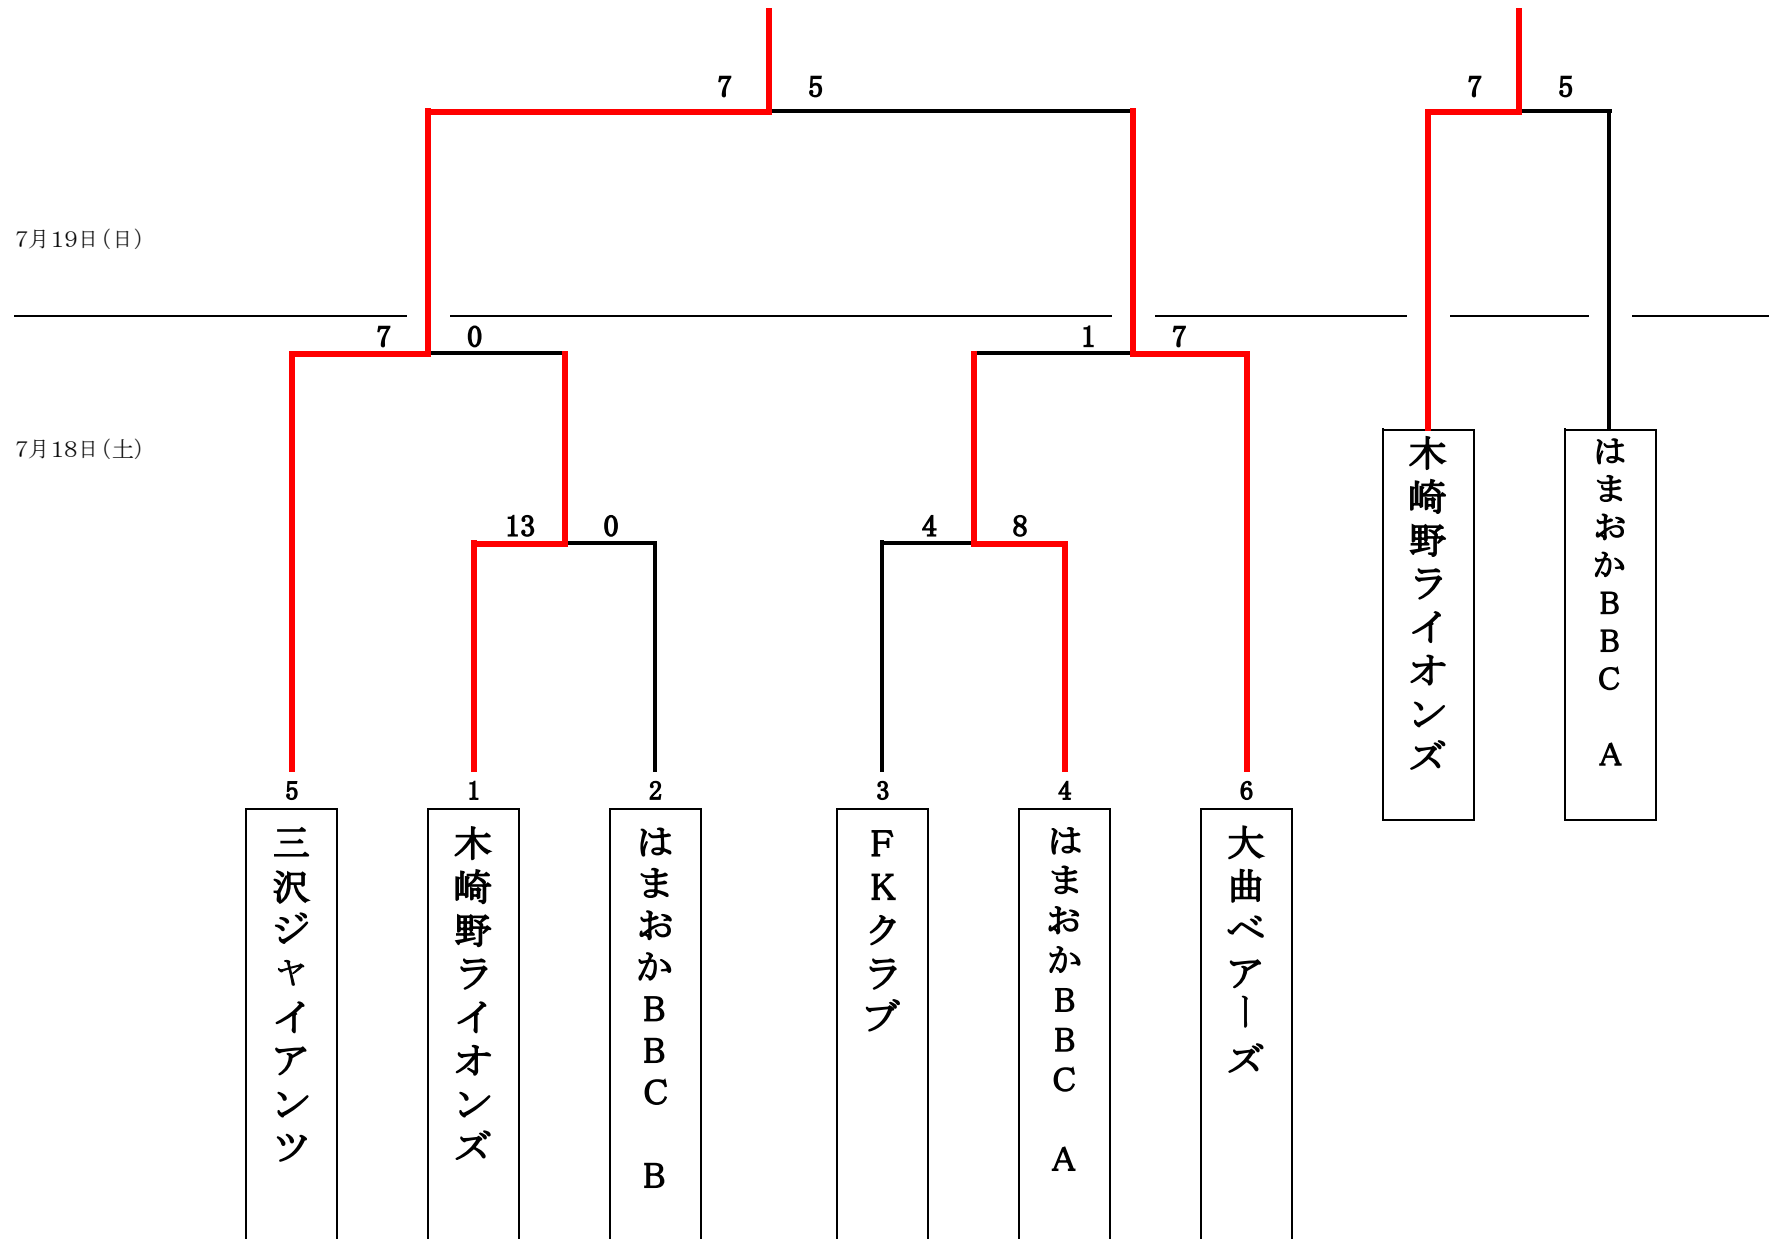 7 5
7 5
7月19日(日)
7 0
1 7
7月18日(土)
木崎野ライオンズ
はまおかBBC A
13 0
4 8
5
1
2
3
4
6
三沢ジャイアンツ
木崎野ライオンズ
はまおかBBC B
FKクラブ
はまおかBBC A
大曲ベアーズ